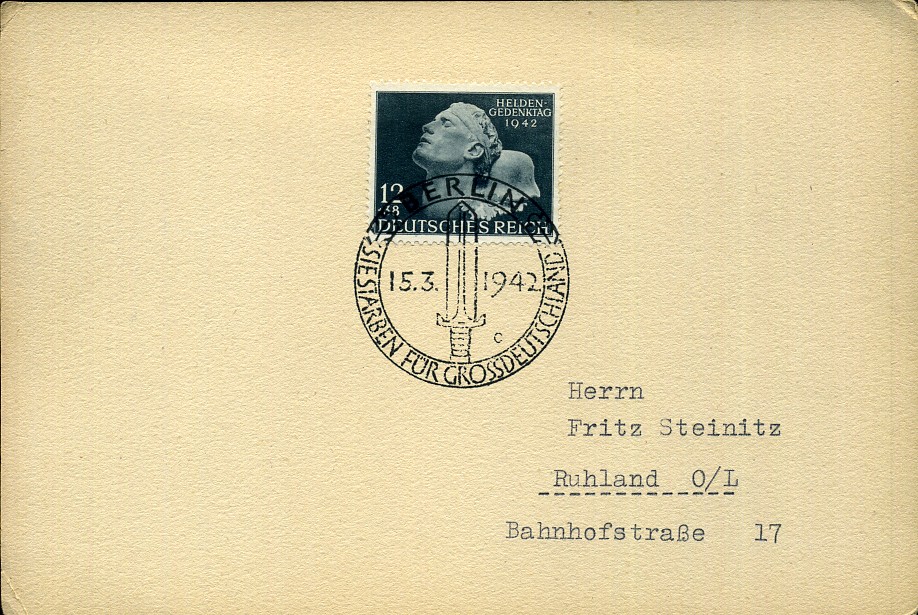 HELDEN-
GEDENKTAG
1942
12
+38
DEUTSCHES REICH
BERLIN
15.3. 1942
c
SIE STARBEN FÜR GROSSDEUTSCHLAND
Herrn
Fritz Steinitz
Ruhland O/L
Bahnhofstraße 17